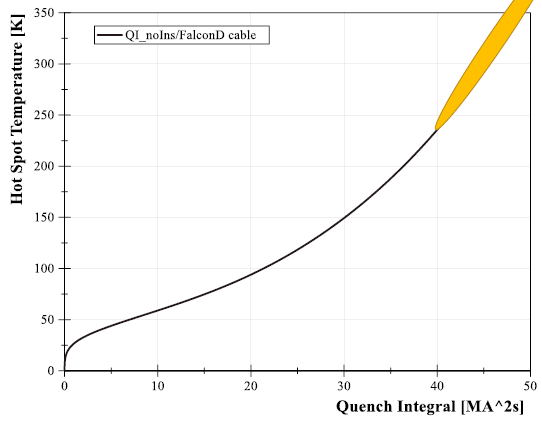 Hot Spot Temperature [K]
350
300
250
200
150
100
50
0
QI_noIns/FalconD cable
0 10 20 30 40 50
Quench Integral [MA^2s]